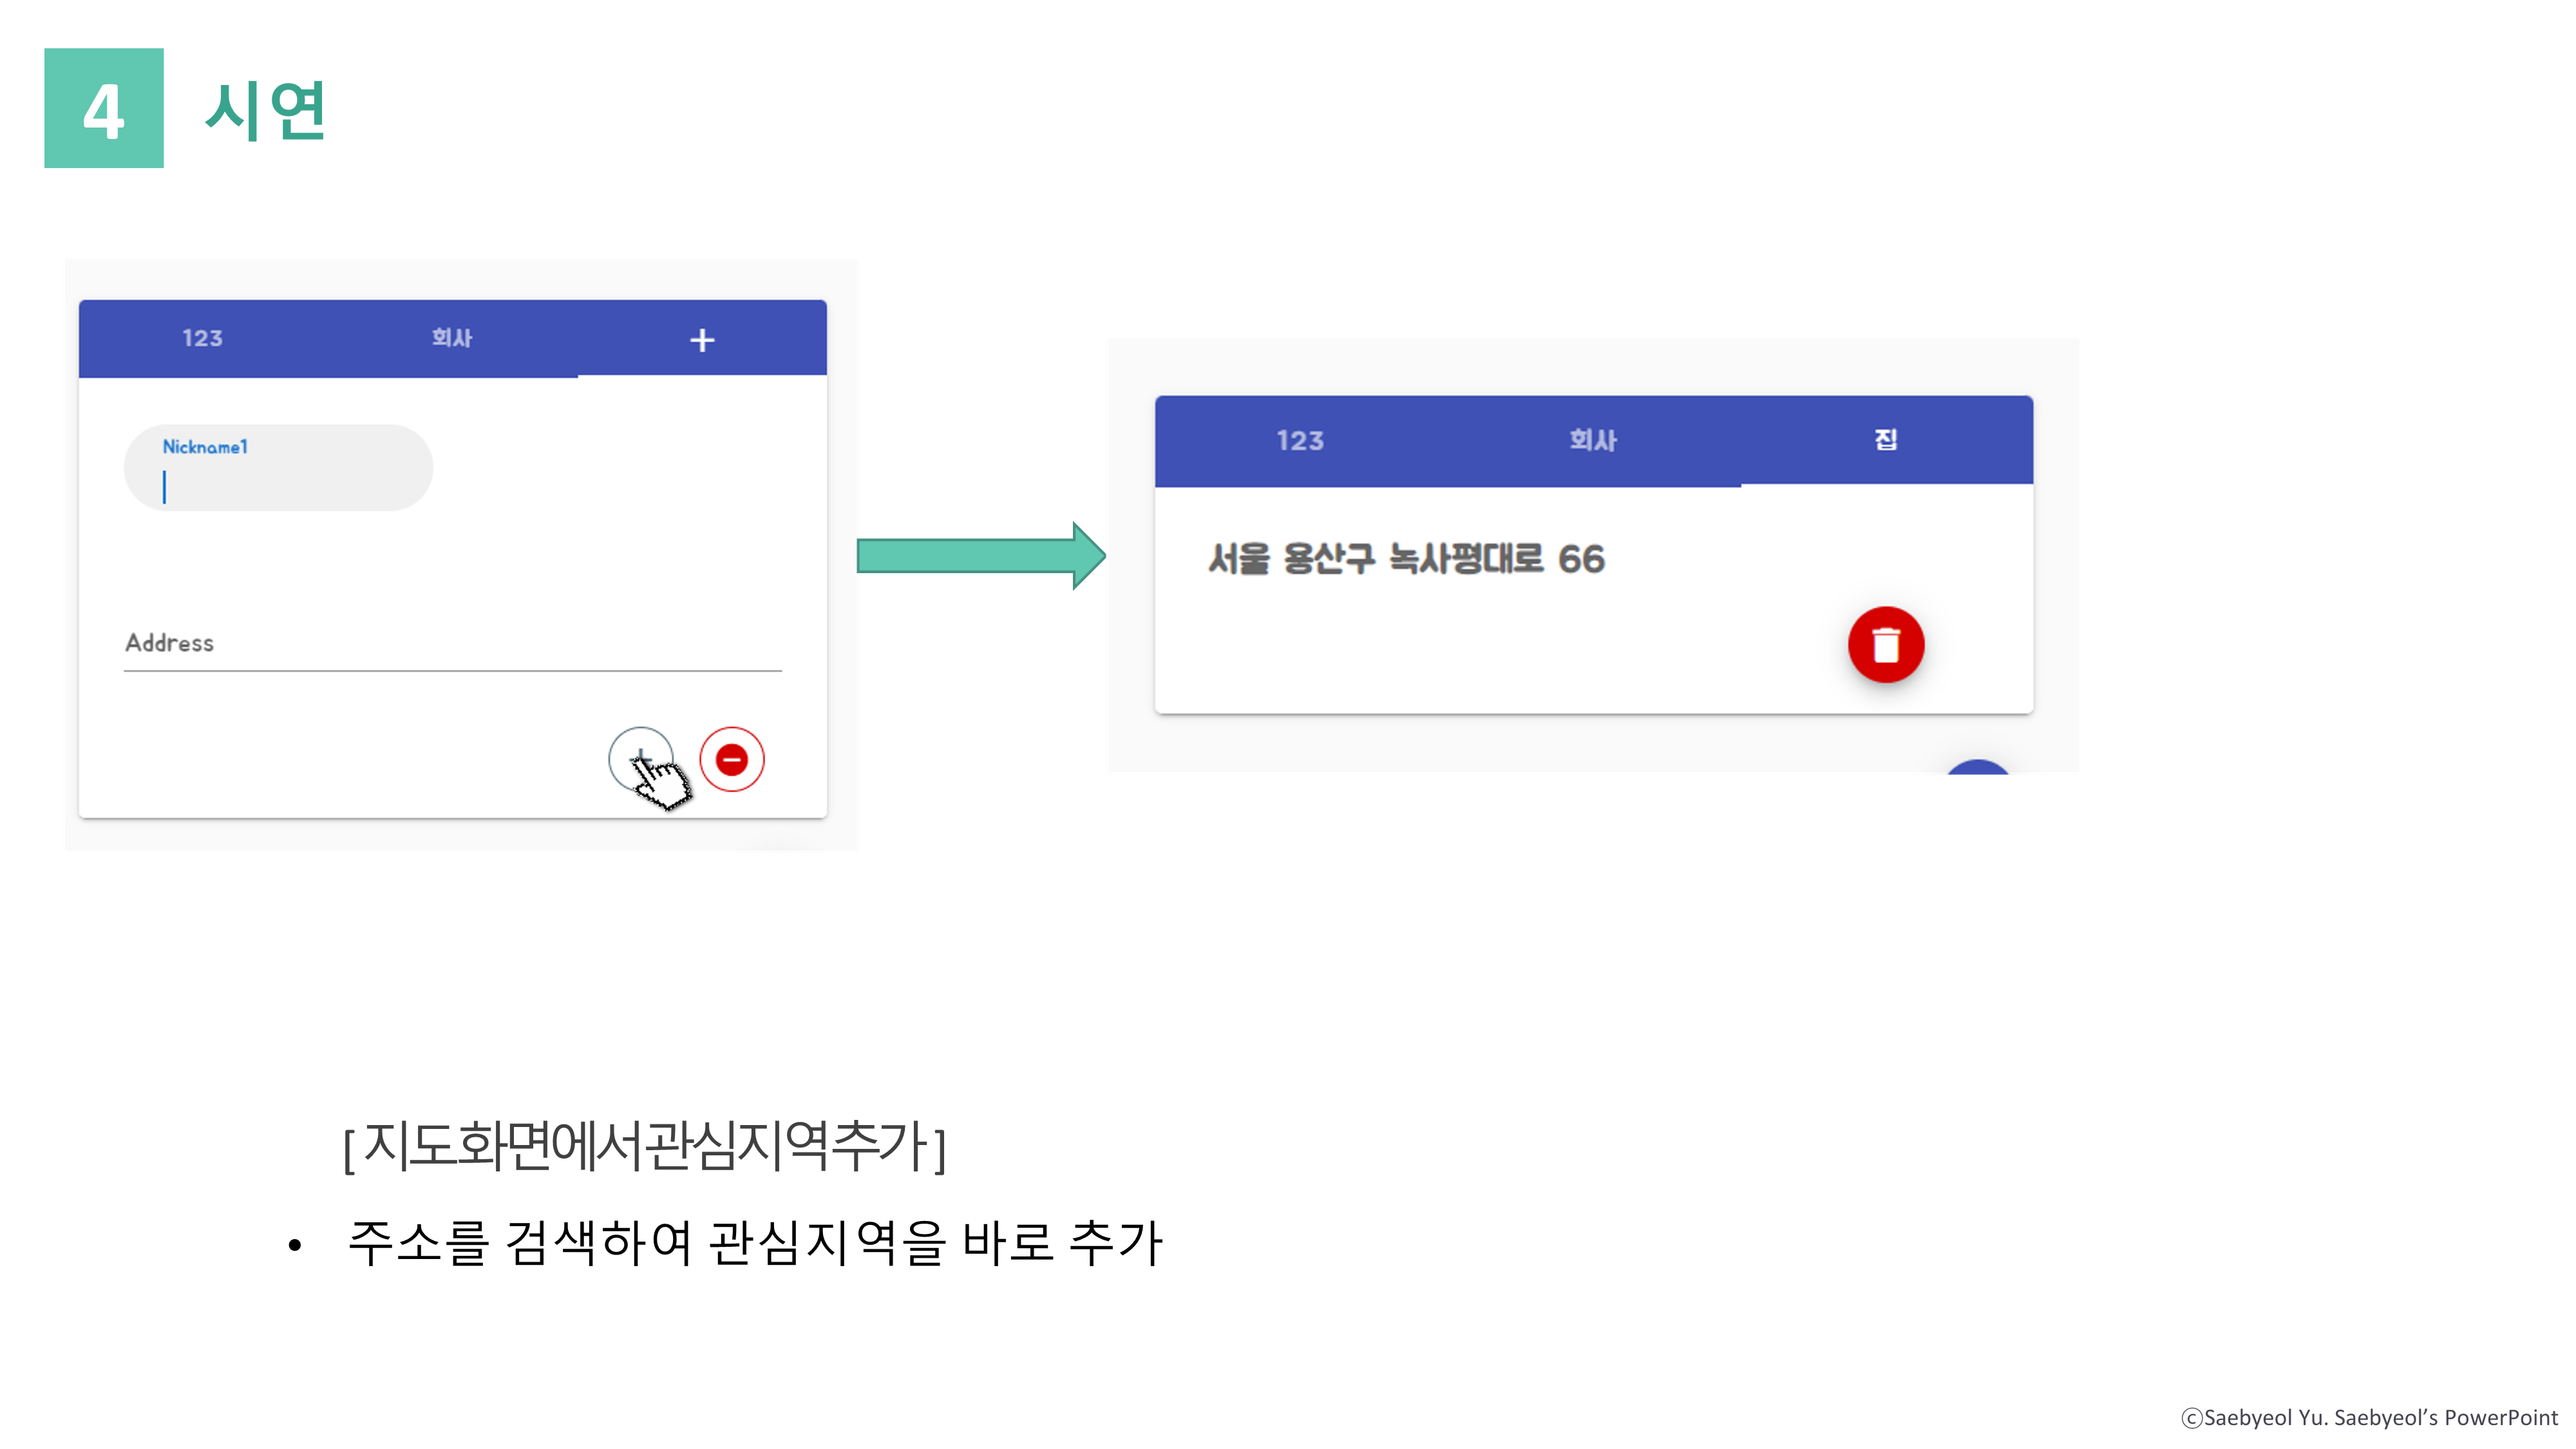 4 시연
123 회사 +
Nickname1
Address
123 회사 집
서울 용산구 녹사평대로 66
[ 지도화면에서관심지역추가 ]
• 주소를 검색하여 관심지역을 바로 추가
ⓒSaebyeol Yu. Saebyeol’s PowerPoint